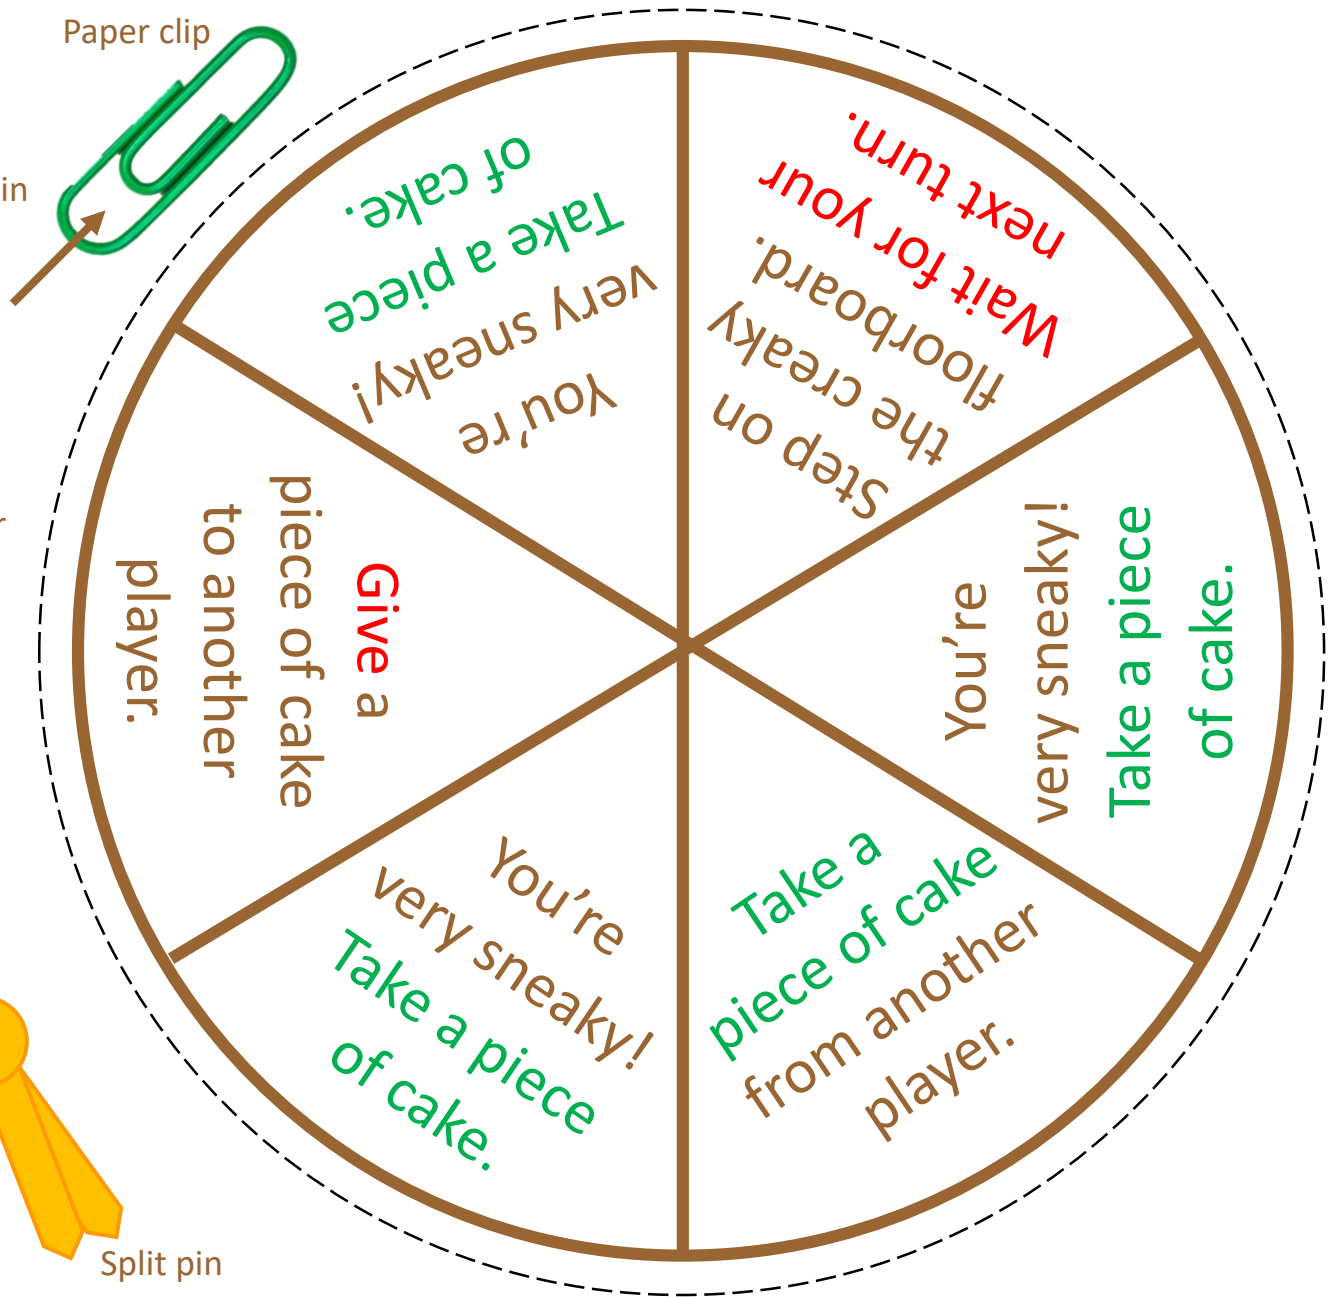 Paper clip
in
r
Step on
the creaky
floorboard.
Wait for your
next turn.
You're
very sneaky!
Take a piece
of cake.
Take a
piece of cake
from another
player.
You're
very sneaky!
Take a piece
of cake.
Give a
piece of cake
to another
player.
You're
very sneaky!
Take a piece
of cake.
Split pin